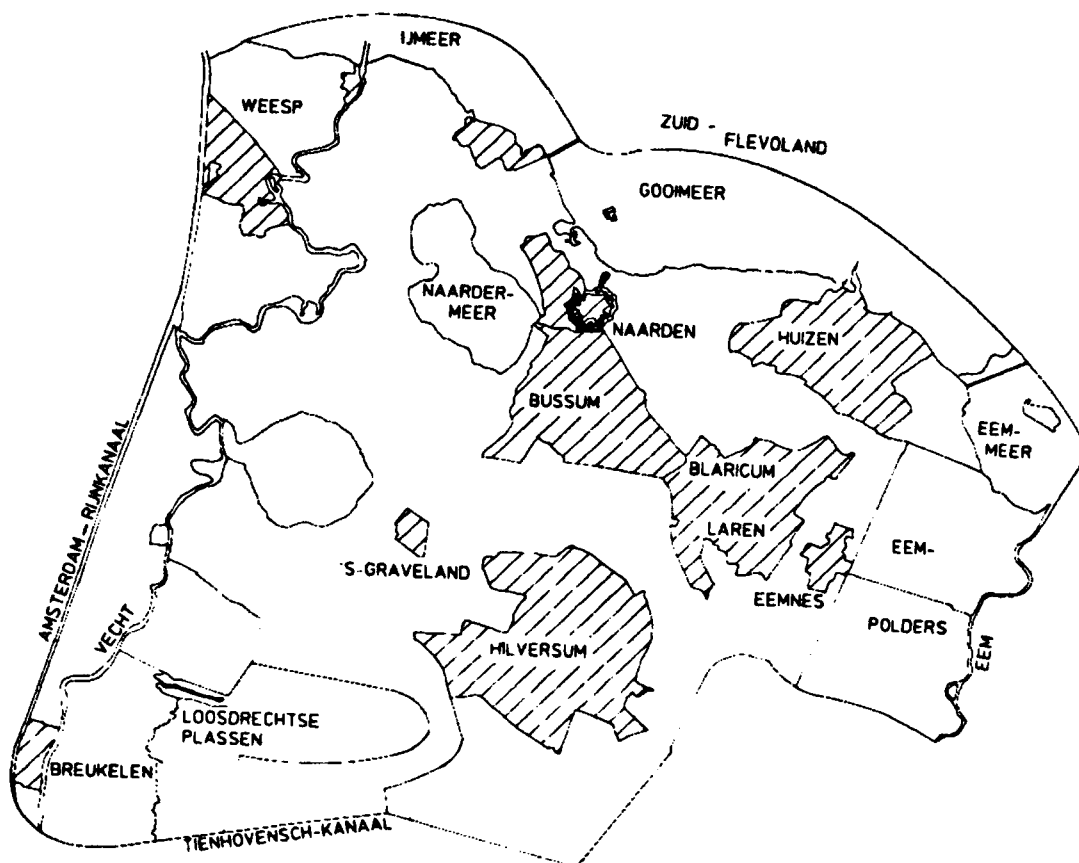 IJMEER
WEESP
ZUID -
FLEVOLAND
GOOIMEER
NAARDER-
MEER
NAARDEN
HUIZEN
BUSSUM
EEM-
MEER
BLARICUM
LAREN
EEM-
'S-GRAVELAND
EEMNES
POLDERS
EEM
HILVERSUM
AMSTERDAM - RIJNKANAAL
VECHT
LOOSDRECHTSE
PLASSEN
BREUKELEN
TIENHOVENSCH-KANAAL